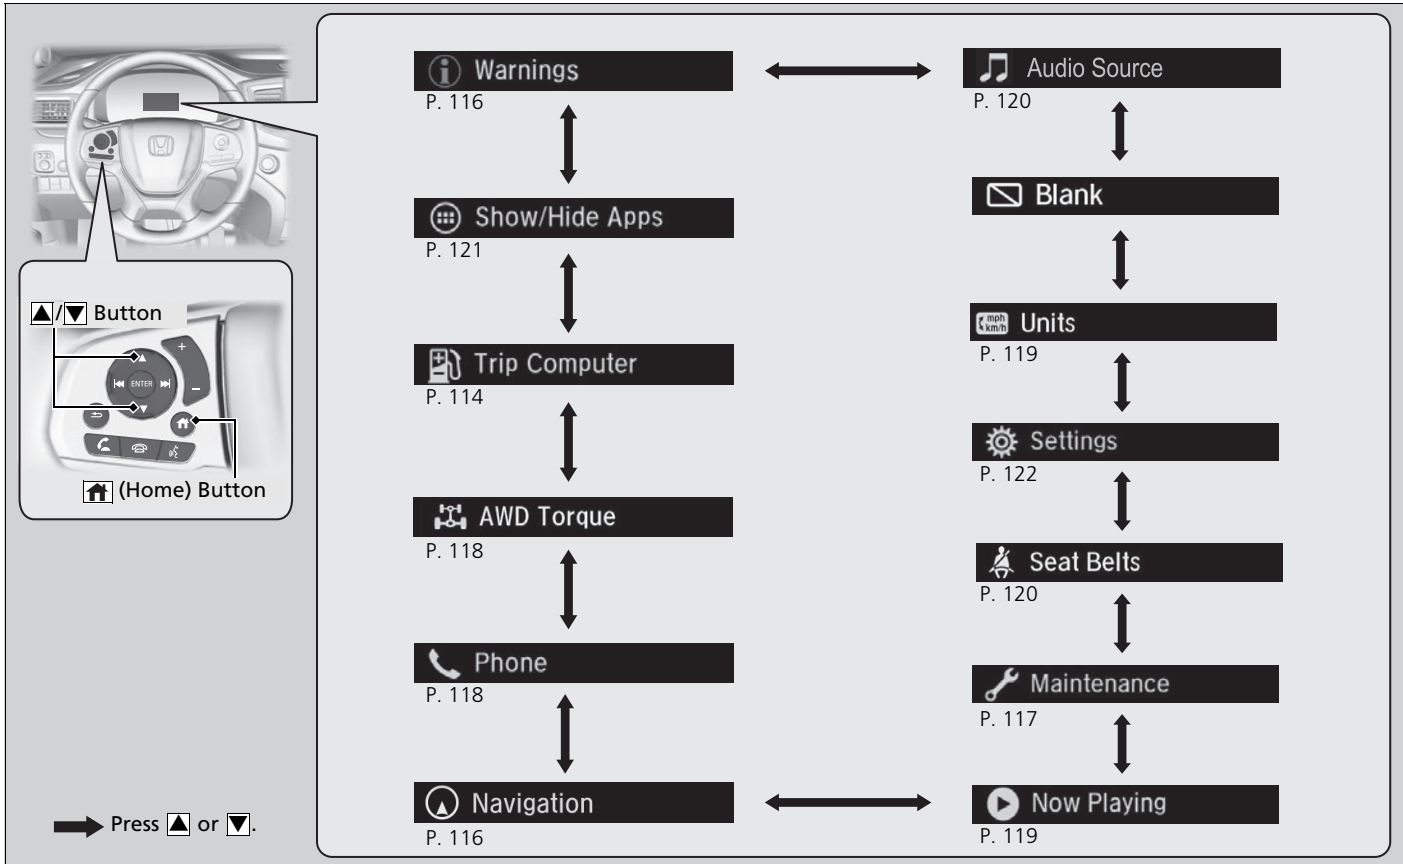 Warnings
P. 116
Show/Hide Apps
P. 121
Trip Computer
P. 114
AWD Torque
P. 118
Phone
P. 118
Navigation
P. 116
Audio Source
P. 120
Blank
mph
km/h
Units
P. 119
Settings
P. 122
Seat Belts
P. 120
Maintenance
P. 117
Now Playing
P. 119
▲/▼ Button
+
ENTER
−
(Home) Button
Press ▲ or ▼.